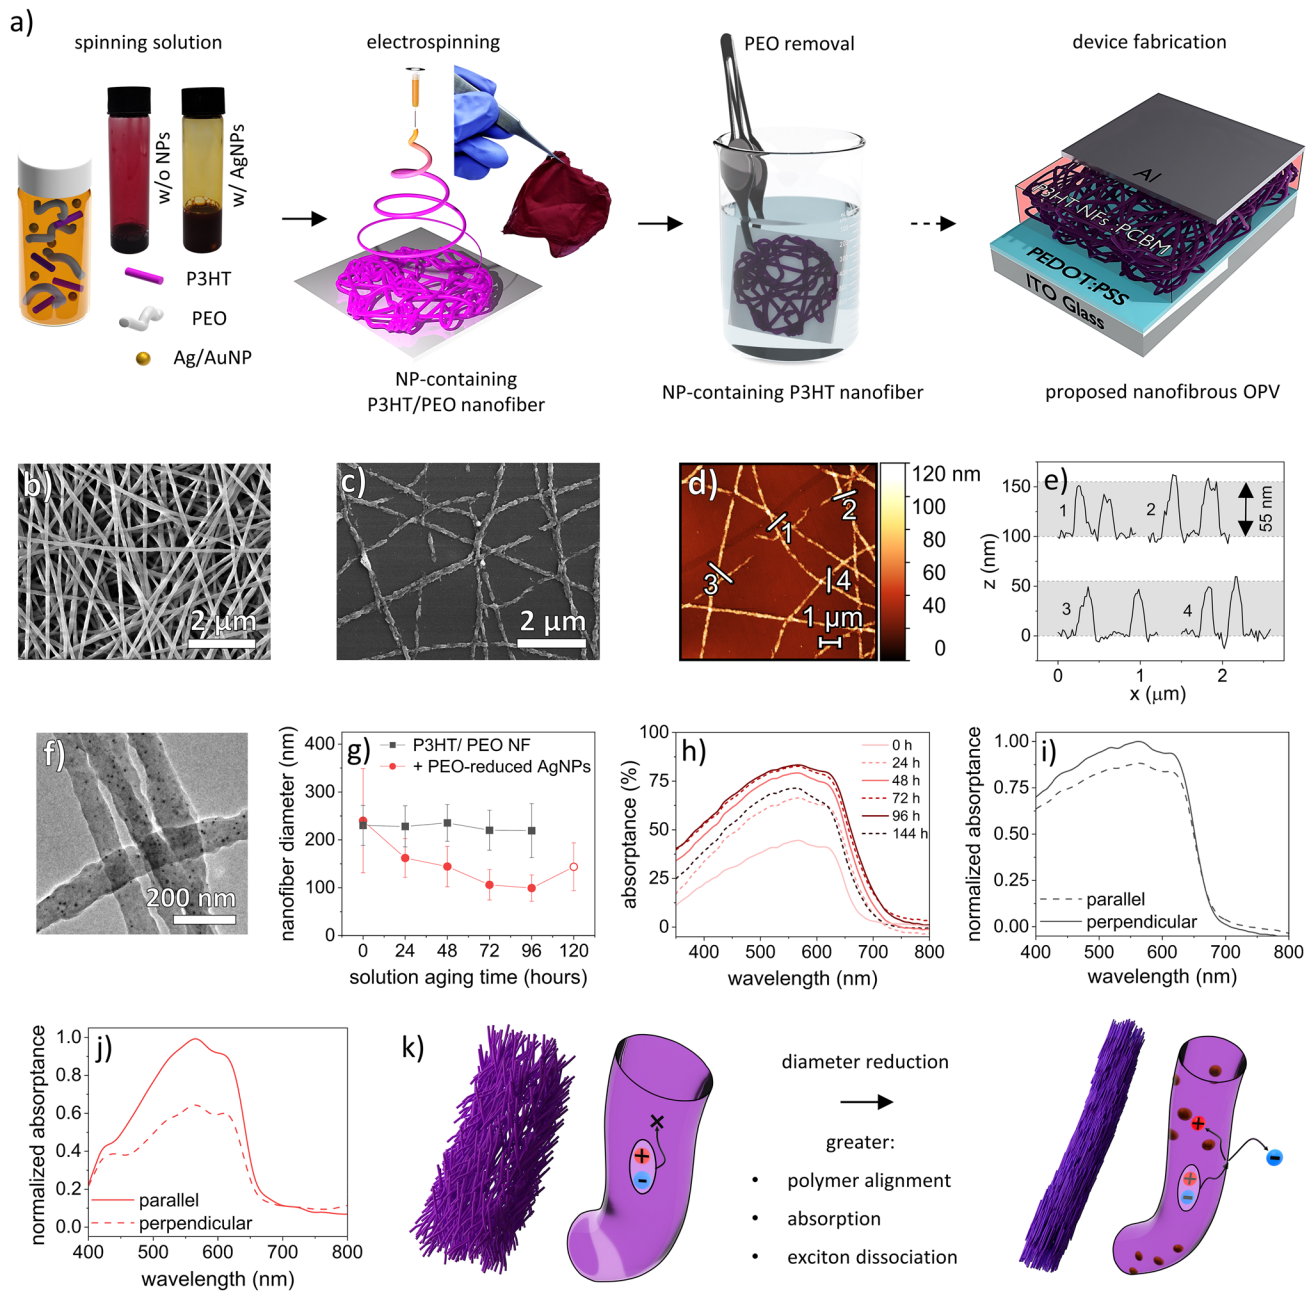 a)
spinning solution
electrospinning
PEO removal
device fabrication
w/o NPs
w/ AgNPs
P3HT
PEO
Ag/AuNP
Al
P3HT NFs :PCBM
PEDOT:PSS
ITO Glass
NP-containing
P3HT/PEO nanofiber
NP-containing P3HT nanofiber
proposed nanofibrous OPV
b)
2 μm
c)
2 μm
d)
1
2
3
4
1 μm
120 nm
100
80
60
40
20
0
e)
z (nm)
150
100
50
0
1
2
3
4
55 nm
0
1
2
x (μm)
f)
200 nm
g)
nanofiber diameter (nm)
400
300
200
100
0
P3HT/ PEO NF
+ PEO-reduced AgNPs
0 24 48 72 96 120
solution aging time (hours)
h)
absorptance (%)
100
75
50
25
0
0 h
24 h
48 h
72 h
96 h
144 h
400 500 600 700 800
wavelength (nm)
i)
normalized absorptance
1.00
0.75
0.50
0.25
0.00
parallel
perpendicular
400 500 600 700 800
wavelength (nm)
j)
normalized absorptance
1.0
0.8
0.6
0.4
0.2
0.0
parallel
perpendicular
400 500 600 700 800
wavelength (nm)
k)
+
-
diameter reduction
greater:
• polymer alignment
• absorption
• exciton dissociation
+
+
-
-